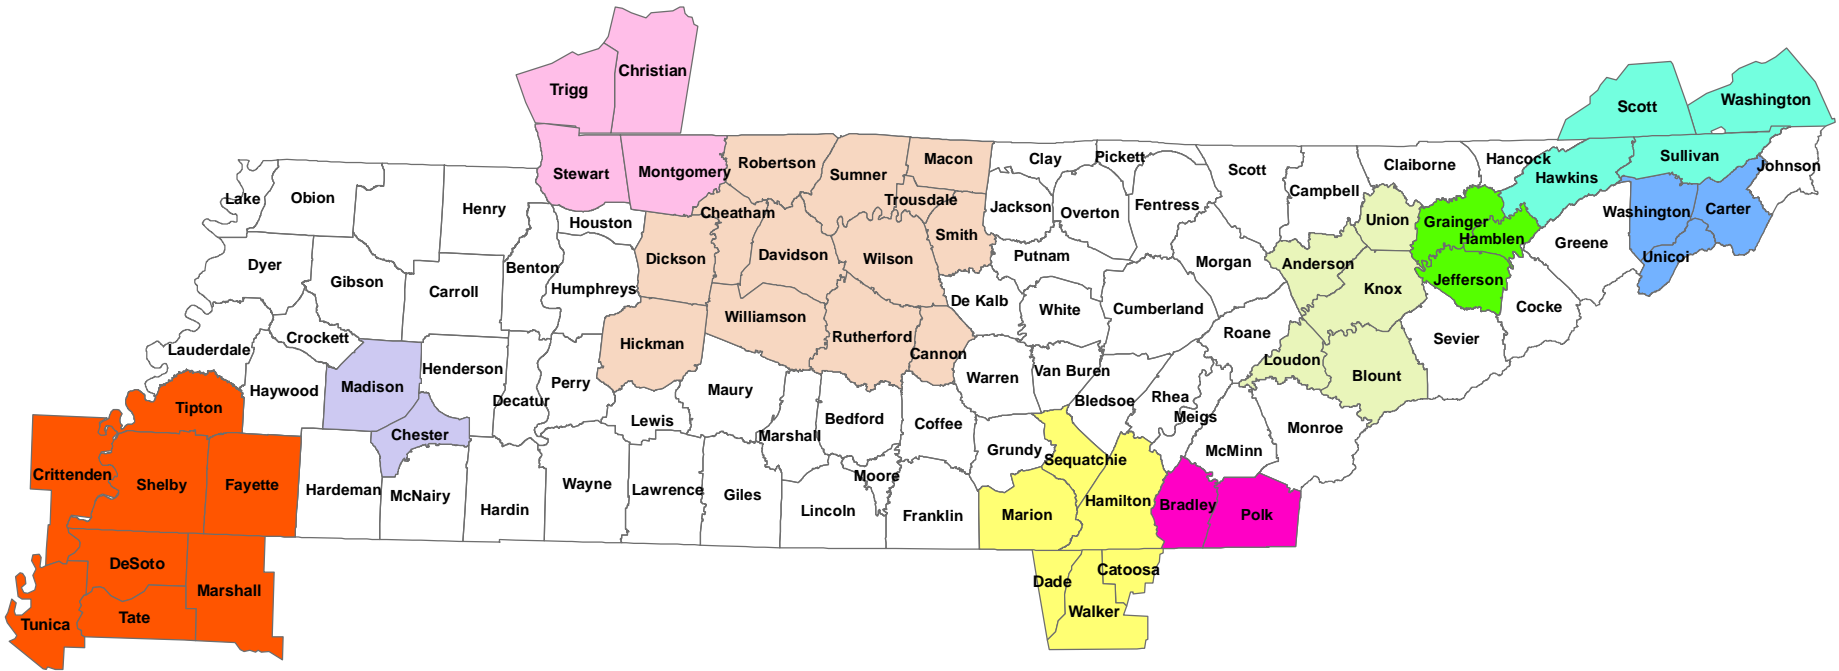 Christian
Trigg
Scott
Washington
Robertson
Sumner
Macon
Clay
Pickett
Scott
Claiborne
Hancock
Sullivan
Johnson
Stewart
Montgomery
Hawkins
Lake
Obion
Henry
Houston
Cheatham
Trousdale
Jackson
Overton
Fentress
Campbell
Union
Grainger
Hamblen
Washington
Carter
Dyer
Gibson
Carroll
Benton
Humphreys
Dickson
Davidson
Wilson
Smith
Putnam
Morgan
Anderson
Knox
Jefferson
Greene
Unicoi
Crockett
Lauderdale
Williamson
Rutherford
De Kalb
White
Cumberland
Roane
Cocke
Sevier
Haywood
Madison
Henderson
Decatur
Perry
Hickman
Cannon
Warren
Van Buren
Loudon
Blount
Tipton
Chester
Lewis
Maury
Marshall
Bedford
Coffee
Bledsoe
Rhea
Meigs
McMinn
Monroe
Crittenden
Shelby
Fayette
Hardeman
McNairy
Hardin
Wayne
Lawrence
Giles
Lincoln
Moore
Franklin
Grundy
Sequatchie
Marion
Hamilton
Bradley
Polk
DeSoto
Marshall
Tunica
Tate
Dade
Catoosa
Walker